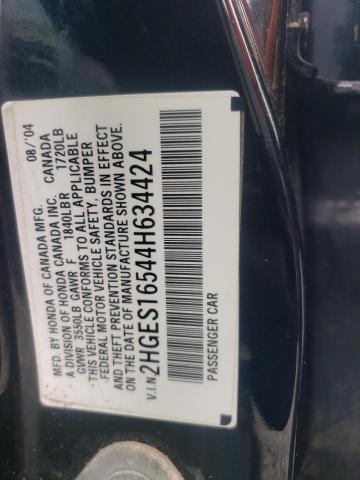 MFD. BY HONDA OF CANADA MFG. 08/'04
A DIVISION OF HONDA CANADA INC. CANADA
GVWR 3550LB GAWR F 1840LB R 1720LB
THIS VEHICLE CONFORMS TO ALL APPLICABLE
FEDERAL MOTOR VEHICLE SAFETY, BUMPER
AND THEFT PREVENTION STANDARDS IN EFFECT
ON THE DATE OF MANUFACTURE SHOWN ABOVE.
V.I.N. 2HGES16544H634424
PASSENGER CAR